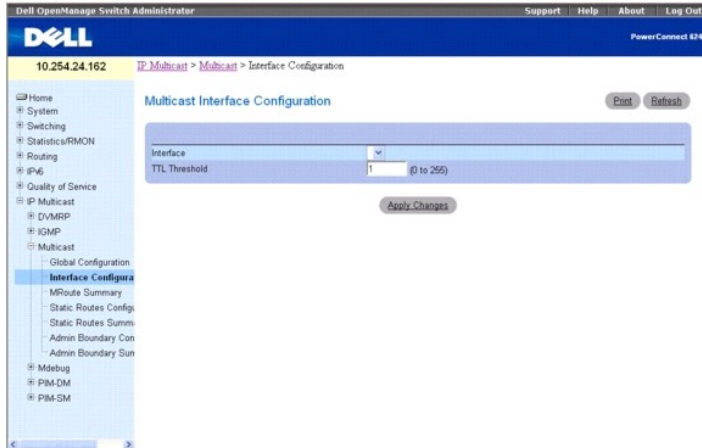 Dell OpenManage Switch Administrator
Support Help About Log Out
DELL
PowerConnect 624
10.254.24.162
IP Multicast > Multicast > Interface Configuration
Home
System
Switching
Statistics/RMON
Routing
IPv6
Quality of Service
IP Multicast
DVMRP
IGMP
Multicast
Global Configuration
Interface Configura
MRoute Summary
Static Routes Configu
Static Routes Summa
Admin Boundary Con
Admin Boundary Sum
Mdebug
PIM-DM
PIM-SM
Multicast Interface Configuration
Print Refresh
Interface
TTL Threshold 1 (0 to 255)
Apply Changes